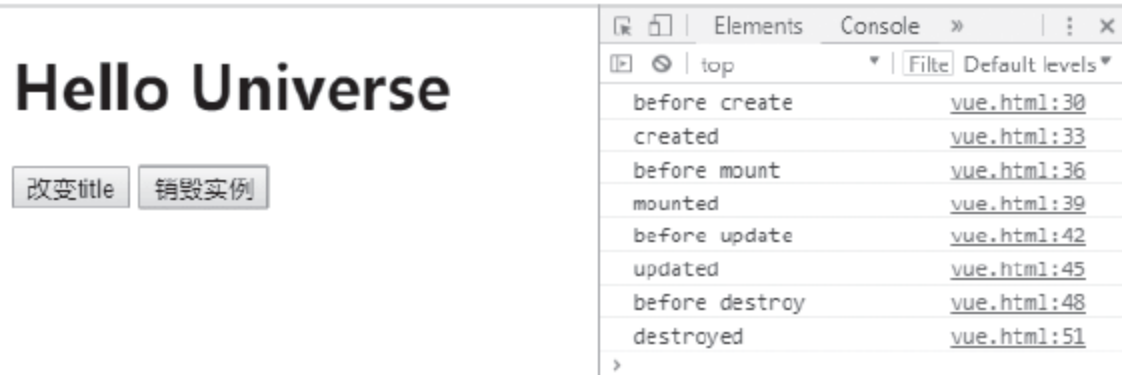 Hello Universe
改变title 销毁实例
Elements Console »
top Filte Default levels
before create vue.html:30
created vue.html:33
before mount vue.html:36
mounted vue.html:39
before update vue.html:42
updated vue.html:45
before destroy vue.html:48
destroyed vue.html:51
>